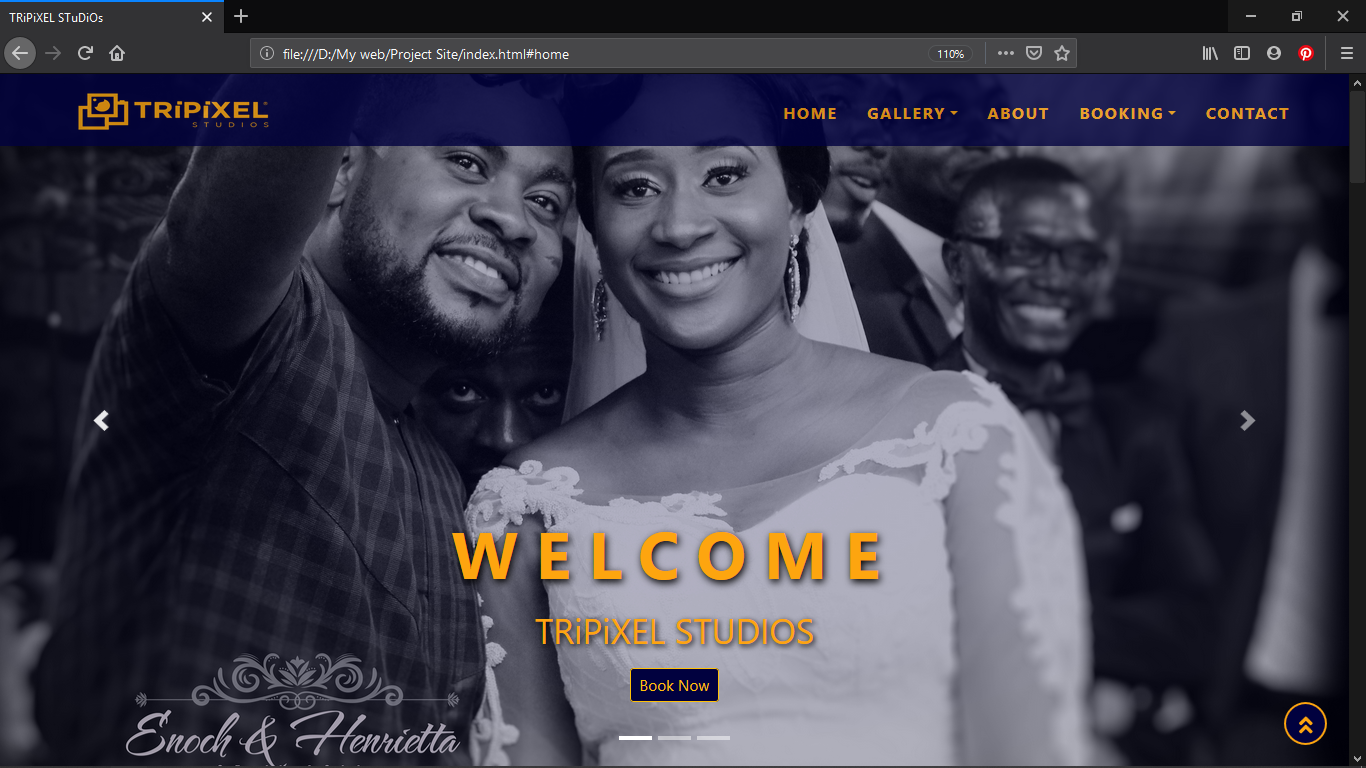 TRiPiXEL STuDiOs
file:///D:/My web/Project Site/index.html#home
110%
TRiPiXEL
STUDIOS
HOME
GALLERY
ABOUT
BOOKING
CONTACT
WELCOME
TRiPiXEL STUDIOS
Book Now
Enoch & Henrietta